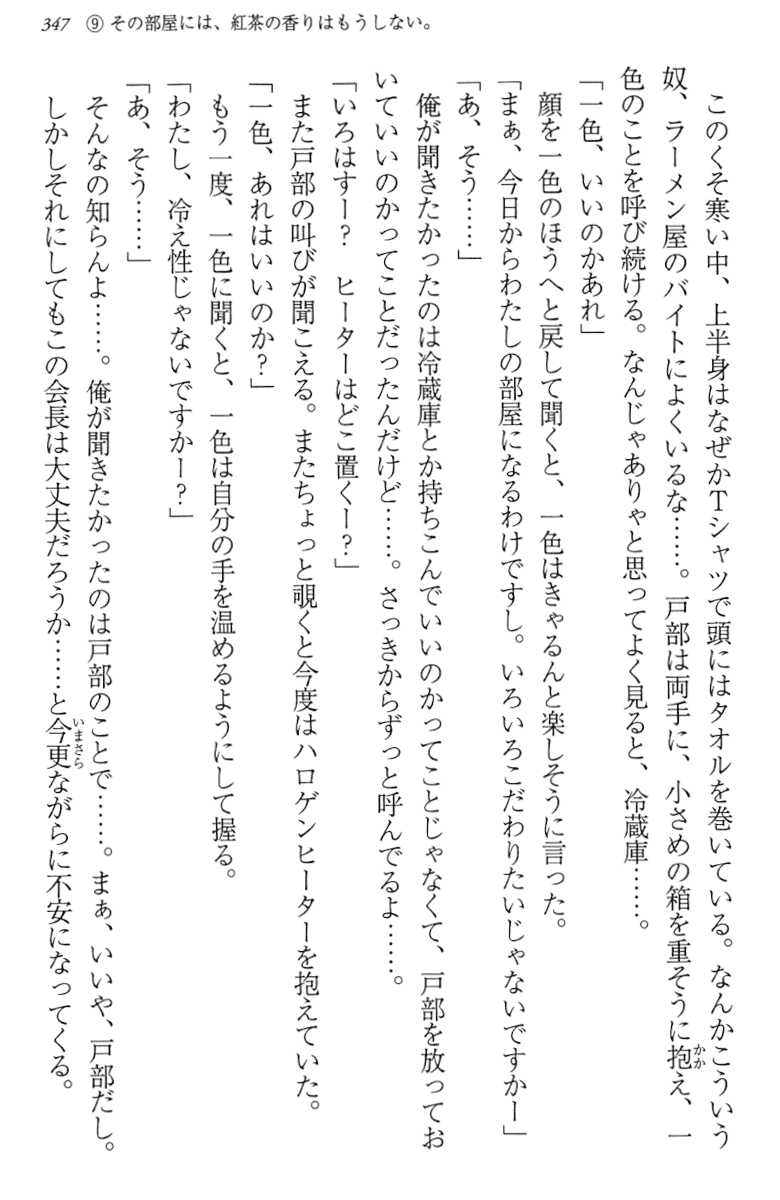 347 ⑨ その部屋には、紅茶の香りはもうしない。
このくそ寒い中、上半身はなぜかTシャツで頭にはタオルを巻いている。なんかこういう
奴、ラーメン屋のバイトによくいるな……。戸部は両手に、小さめの箱を重そうに抱え、一
色のことを呼び続ける。なんじゃありゃと思ってよく見ると、冷蔵庫……。
「一色、いいのかあれ」
顔を一色のほうへと戻して聞くと、一色はきゃるんと楽しそうに言った。
「まぁ、今日からわたしの部屋になるわけですし。いろいろこだわりたいじゃないですかー」
「あ、そう……」
俺が聞きたかったのは冷蔵庫とか持ちこんでいいのかってことじゃなくて、戸部を放ってお
いていいのかってことだったんだけど……。さっきからずっと呼んでるよ……。
「いろはすー?　ヒーターはどこ置くー?」
また戸部の叫びが聞こえる。またちょっと覗くと今度はハロゲンヒーターを抱えていた。
「一色、あれはいいのか?」
もう一度、一色に聞くと、一色は自分の手を温めるようにして握る。
「わたし、冷え性じゃないですかー?」
「あ、そう……」
そんなの知らんよ……。俺が聞きたかったのは戸部のことで……。まぁ、いいや、戸部だし。
しかしそれにしてもこの会長は大丈夫だろうか……と今更ながらに不安になってくる。
かか
いまさら